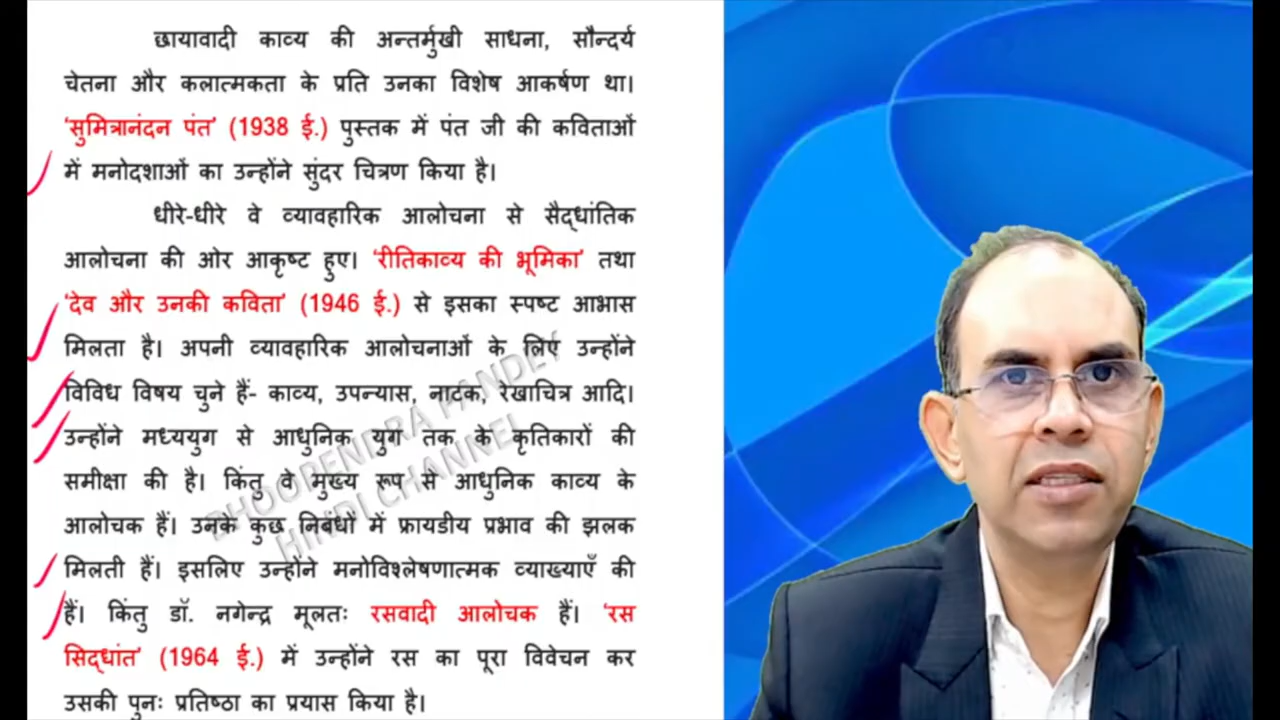 छायावादी काव्य की अन्तर्मुखी साधना, सौन्दर्य
चेतना और कलात्मकता के प्रति उनका विशेष आकर्षण था।
‘सुमित्रानंदन पंत’ (1938 ई.) पुस्तक में पंत जी की कविताओं
में मनोदशाओं का उन्होंने सुंदर चित्रण किया है।
धीरे-धीरे वे व्यावहारिक आलोचना से सैद्धांतिक
आलोचना की ओर आकृष्ट हुए। ‘रीतिकाव्य की भूमिका’ तथा
‘देव और उनकी कविता’ (1946 ई.) से इसका स्पष्ट आभास
मिलता है। अपनी व्यावहारिक आलोचनाओं के लिए उन्होंने
विविध विषय चुने हैं- काव्य, उपन्यास, नाटक, रेखाचित्र आदि।
उन्होंने मध्ययुग से आधुनिक युग तक के कृतिकारों की
समीक्षा की है। किंतु वे मुख्य रूप से आधुनिक काव्य के
आलोचक हैं। उनके कुछ निबंधों में फ्रायडीय प्रभाव की झलक
मिलती हैं। इसलिए उन्होंने मनोविश्लेषणात्मक व्याख्याएँ की
हैं। किंतु डॉ. नगेन्द्र मूलतः रसवादी आलोचक हैं। ‘रस
सिद्धांत’ (1964 ई.) में उन्होंने रस का पूरा विवेचन कर
उसकी पुनः प्रतिष्ठा का प्रयास किया है।
BHOOPENDRA PANDEY
HINDI CHANNEL